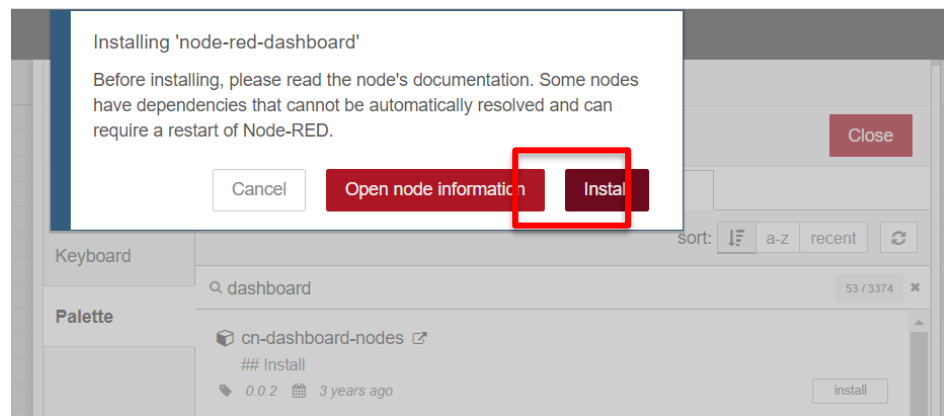 Installing 'node-red-dashboard'
Before installing, please read the node's documentation. Some nodes
have dependencies that cannot be automatically resolved and can
require a restart of Node-RED.
Close
Cancel
Open node information
Install
sort:
a-z
recent
Keyboard
dashboard
53 / 3374
Palette
cn-dashboard-nodes
## Install
0.0.2
3 years ago
install